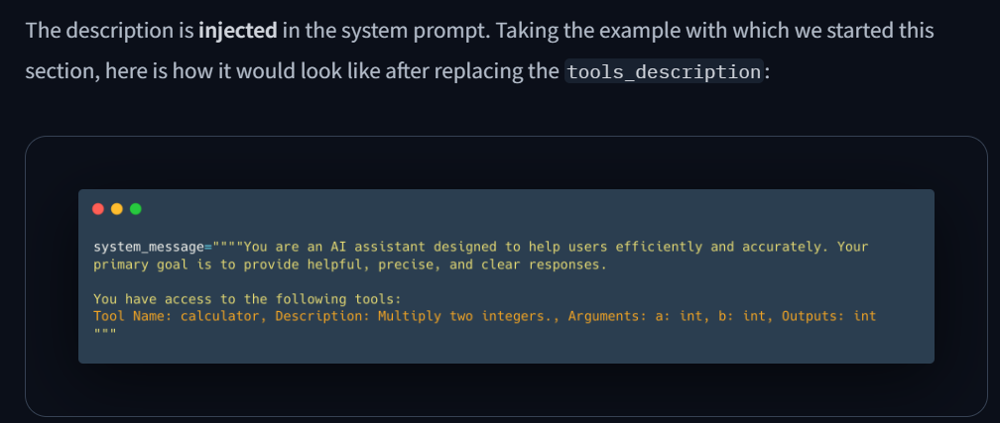 The description is injected in the system prompt. Taking the example with which we started this
section, here is how it would look like after replacing the tools_description:
system_message=""""You are an AI assistant designed to help users efficiently and accurately. Your
primary goal is to provide helpful, precise, and clear responses.
You have access to the following tools:
Tool Name: calculator, Description: Multiply two integers., Arguments: a: int, b: int, Outputs: int
"""